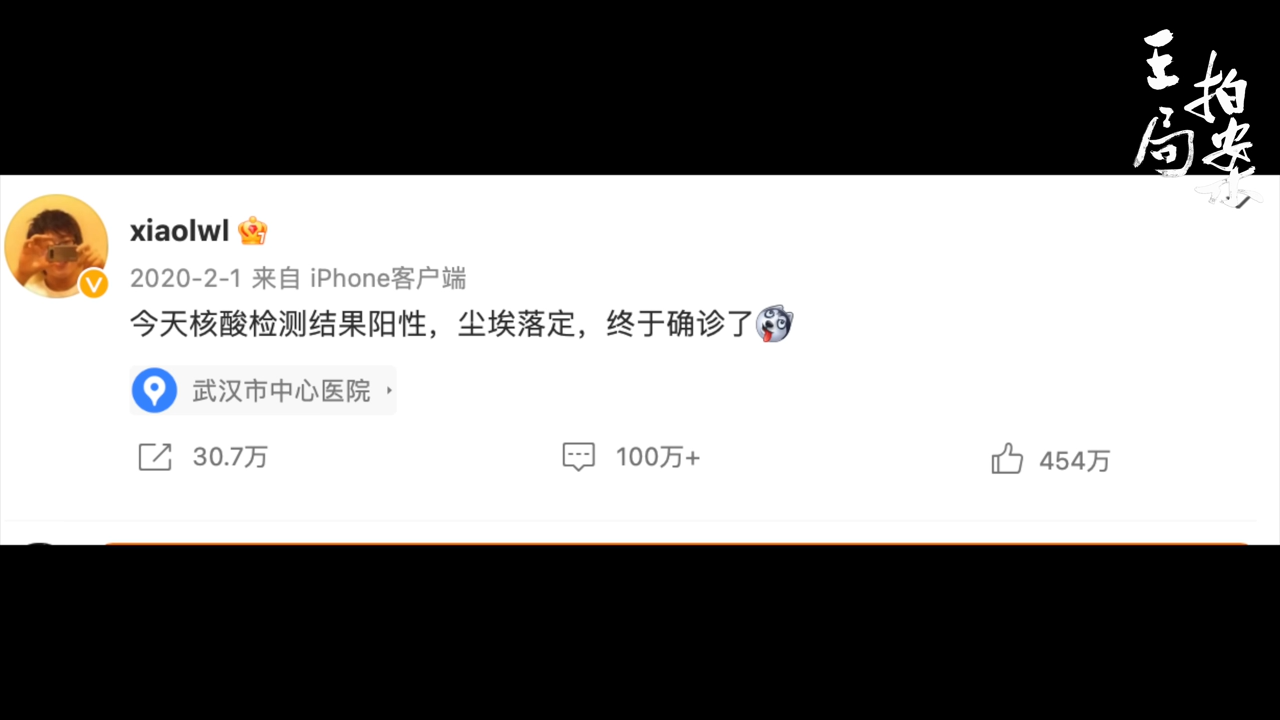 王局拍案
xiaolwl
2020-2-1 来自 iPhone客户端
今天核酸检测结果阳性，尘埃落定，终于确诊了
武汉市中心医院
30.7万
100万+
454万